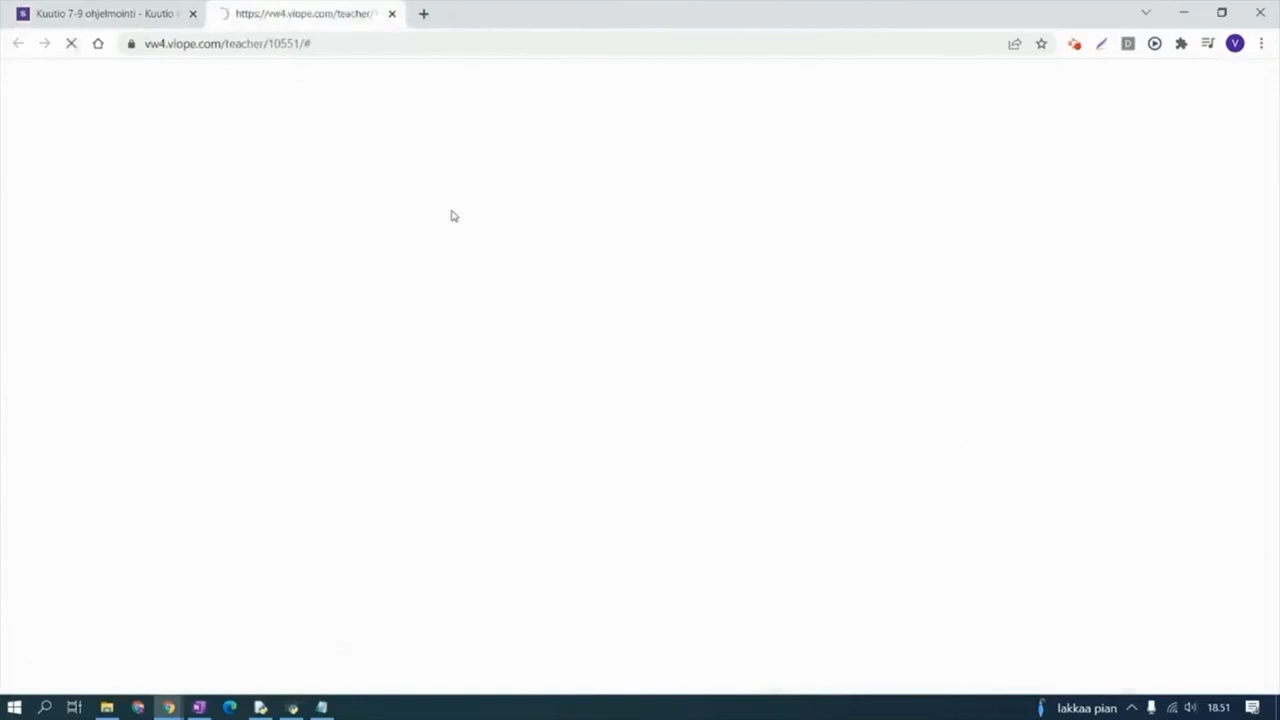 Kuutio 7-9 ohjelmointi - Kuutio
https://vw4.viope.com/teacher/
vw4.viope.com/teacher/10551/#
D
V
lakkaa pian
18.51